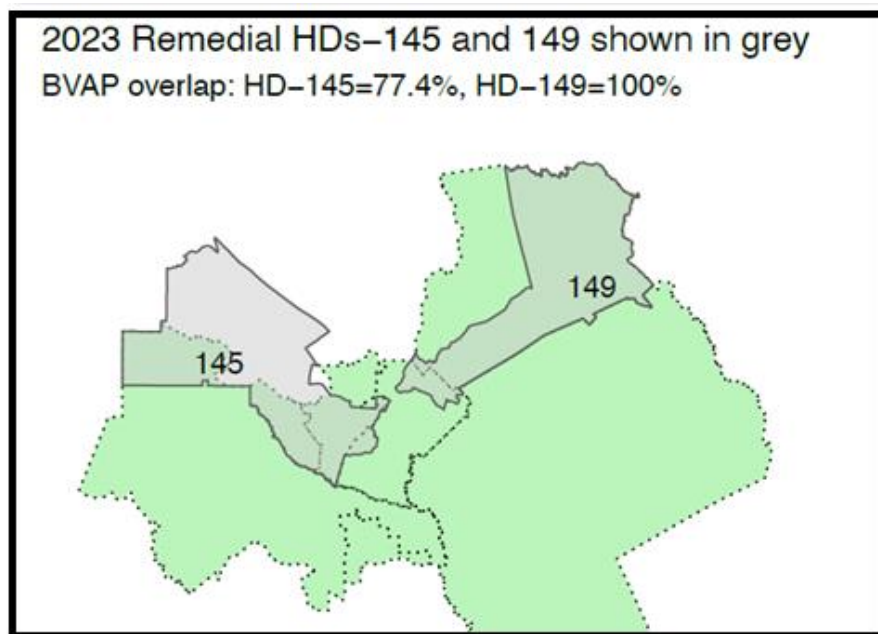 2023 Remedial HDs−145 and 149 shown in grey
BVAP overlap: HD−145=77.4%, HD−149=100%
149
145